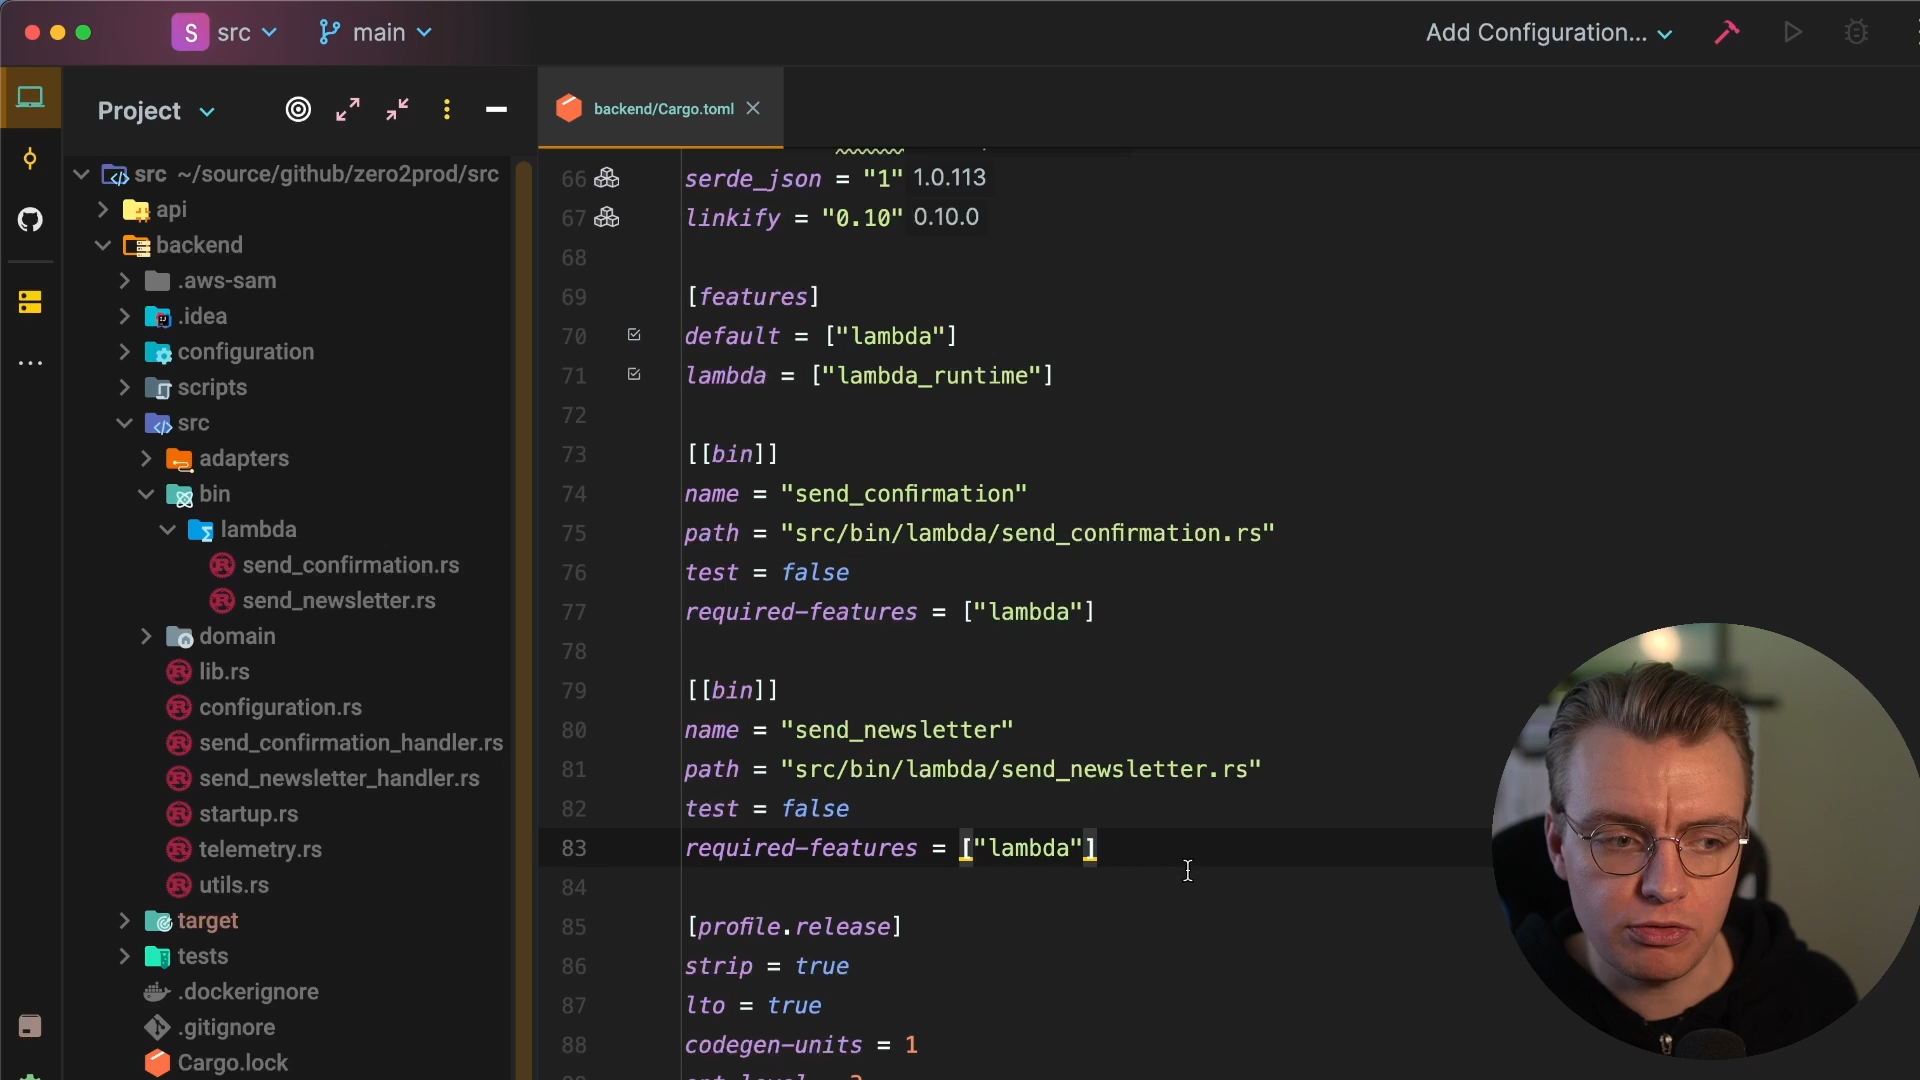 S src main Add Configuration...
Project
backend/Cargo.toml
src ~/source/github/zero2prod/src
api
backend
.aws-sam
.idea
configuration
scripts
src
adapters
bin
lambda
send_confirmation.rs
send_newsletter.rs
domain
lib.rs
configuration.rs
send_confirmation_handler.rs
send_newsletter_handler.rs
startup.rs
telemetry.rs
utils.rs
target
tests
.dockerignore
.gitignore
Cargo.lock
66 serde_json = "1" 1.0.113
67 linkify = "0.10" 0.10.0
68
69 [features]
70 default = ["lambda"]
71 lambda = ["lambda_runtime"]
72
73 [[bin]]
74 name = "send_confirmation"
75 path = "src/bin/lambda/send_confirmation.rs"
76 test = false
77 required-features = ["lambda"]
78
79 [[bin]]
80 name = "send_newsletter"
81 path = "src/bin/lambda/send_newsletter.rs"
82 test = false
83 required-features = ["lambda"]
84
85 [profile.release]
86 strip = true
87 lto = true
88 codegen-units = 1